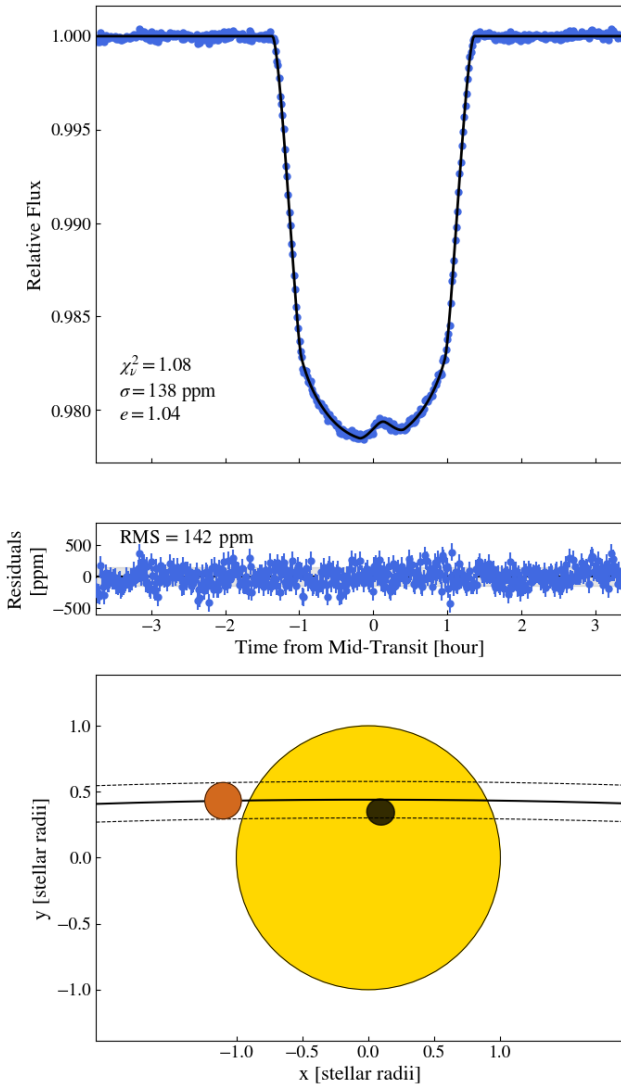 1.000
0.995
0.990
0.985
0.980
Relative Flux
χ²ᵥ = 1.08
σ = 138 ppm
e = 1.04
RMS = 142 ppm
500
0
−500
Residuals
[ppm]
−3 −2 −1 0 1 2 3
Time from Mid-Transit [hour]
1.0
0.5
0.0
−0.5
−1.0
y [stellar radii]
−1.0 −0.5 0.0 0.5 1.0
x [stellar radii]